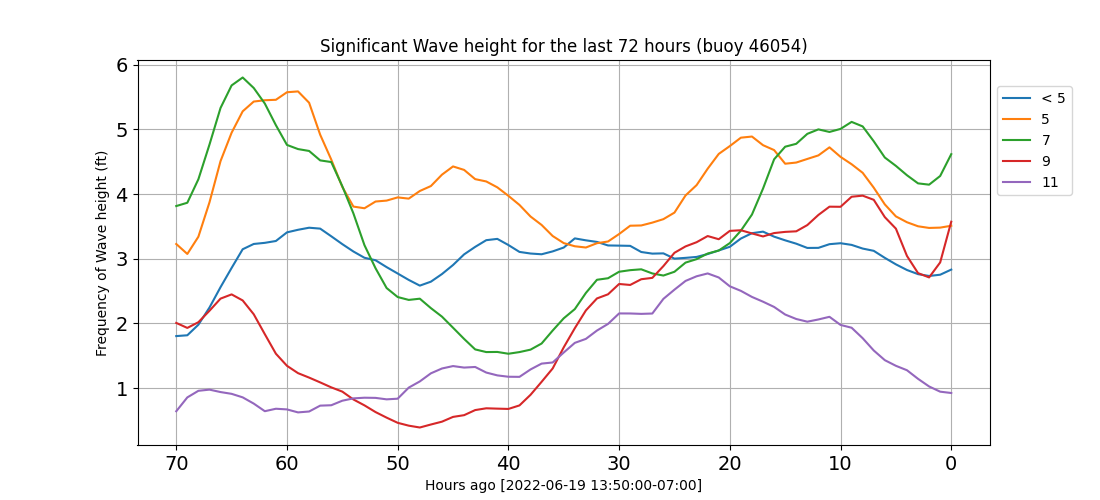 Significant Wave height for the last 72 hours (buoy 46054)
Frequency of Wave height (ft)
6
5
4
3
2
1
70 60 50 40 30 20 10 0
Hours ago [2022-06-19 13:50:00-07:00]
< 5
5
7
9
11